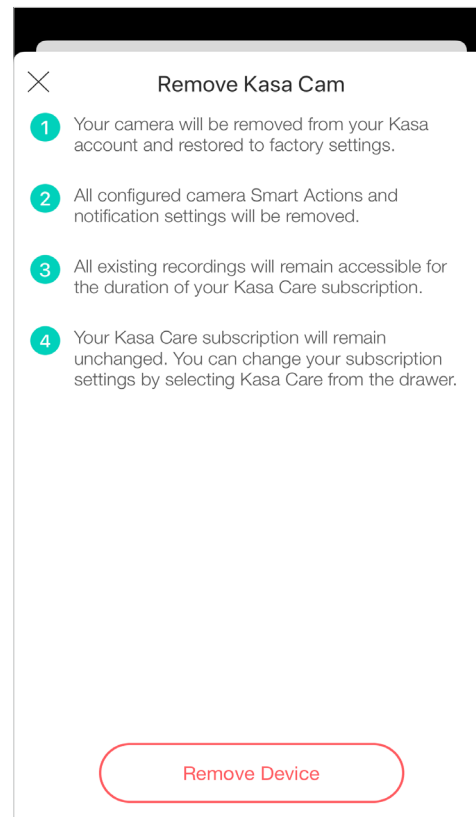 Remove Kasa Cam
1 Your camera will be removed from your Kasa
account and restored to factory settings.
2 All configured camera Smart Actions and
notification settings will be removed.
3 All existing recordings will remain accessible for
the duration of your Kasa Care subscription.
4 Your Kasa Care subscription will remain
unchanged. You can change your subscription
settings by selecting Kasa Care from the drawer.
Remove Device